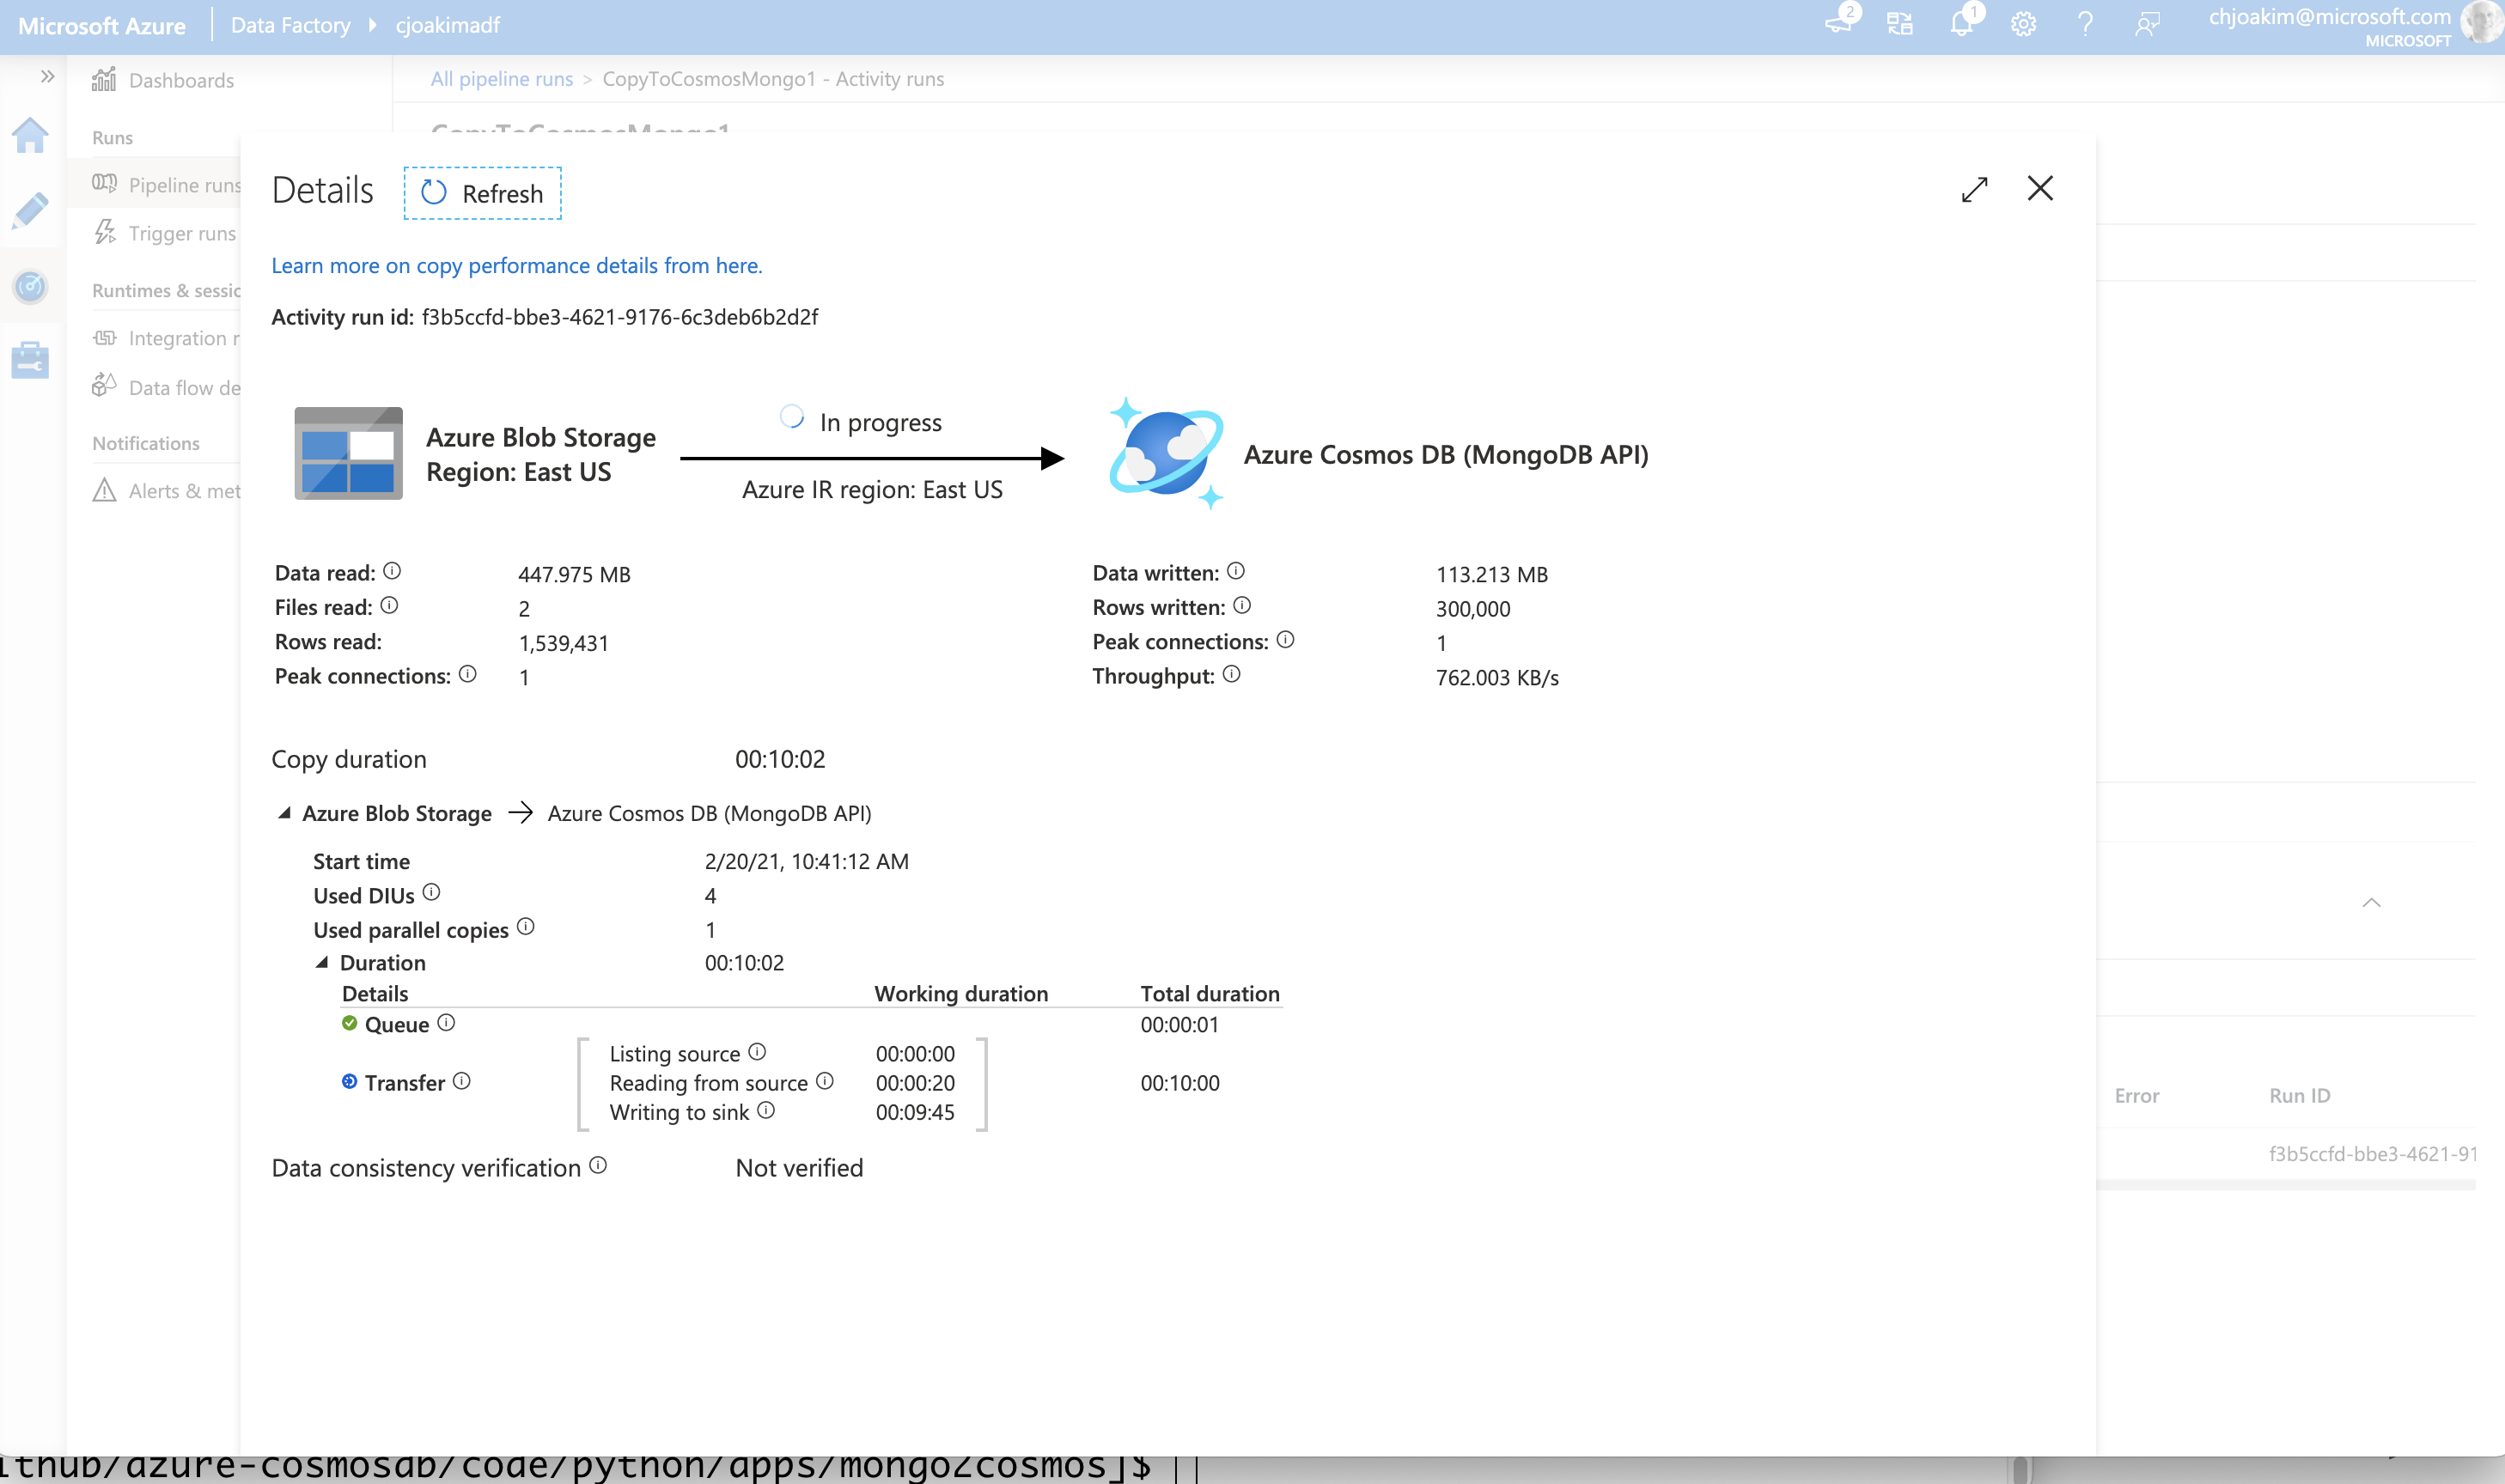 Microsoft Azure Data Factory cjoakimadf 2 1 chjoakim@microsoft.com
MICROSOFT
Dashboards
All pipeline runs > CopyToCosmosMongo1 - Activity runs
CopyToCosmosMongo1
Runs
Pipeline runs
Trigger runs
Runtimes & sessic
Integration r
Data flow de
Notifications
Alerts & met
Details Refresh
Learn more on copy performance details from here.
Activity run id: f3b5ccfd-bbe3-4621-9176-6c3deb6b2d2f
Azure Blob Storage
Region: East US
In progress
Azure IR region: East US
Azure Cosmos DB (MongoDB API)
Data read: 447.975 MB
Files read: 2
Rows read: 1,539,431
Peak connections: 1
Data written: 113.213 MB
Rows written: 300,000
Peak connections: 1
Throughput: 762.003 KB/s
Copy duration 00:10:02
Azure Blob Storage → Azure Cosmos DB (MongoDB API)
Start time 2/20/21, 10:41:12 AM
Used DIUs 4
Used parallel copies 1
Duration 00:10:02
Details Working duration Total duration
Queue 00:00:01
Listing source 00:00:00
Transfer Reading from source 00:00:20 00:10:00
Writing to sink 00:09:45
Data consistency verification Not verified
Error Run ID
f3b5ccfd-bbe3-4621-91
ithub/azure-cosmosdb/code/python/apps/mongo2cosmos]$